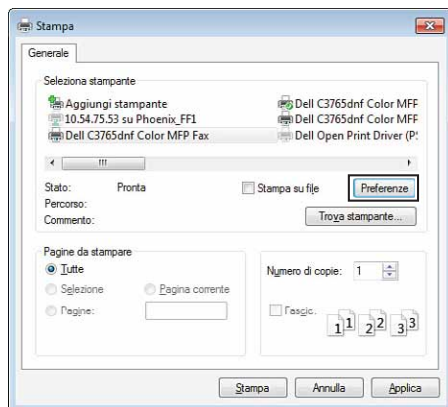 Stampa
Generale
Seleziona stampante
Aggiungi stampante
10.54.75.53 su Phoenix_FF1
Dell C3765dnf Color MFP Fax
Dell C3765dnf Color MFF
Dell C3765dnf Color MFF
Dell Open Print Driver (P
Stato: Pronta
Percorso:
Commento:
Stampa su file
Preferenze
Trova stampante...
Pagine da stampare
Tutte
Selezione
Pagina corrente
Pagine:
Numero di copie: 1
Fascic.
1 1 2 2 3 3
Stampa
Annulla
Applica